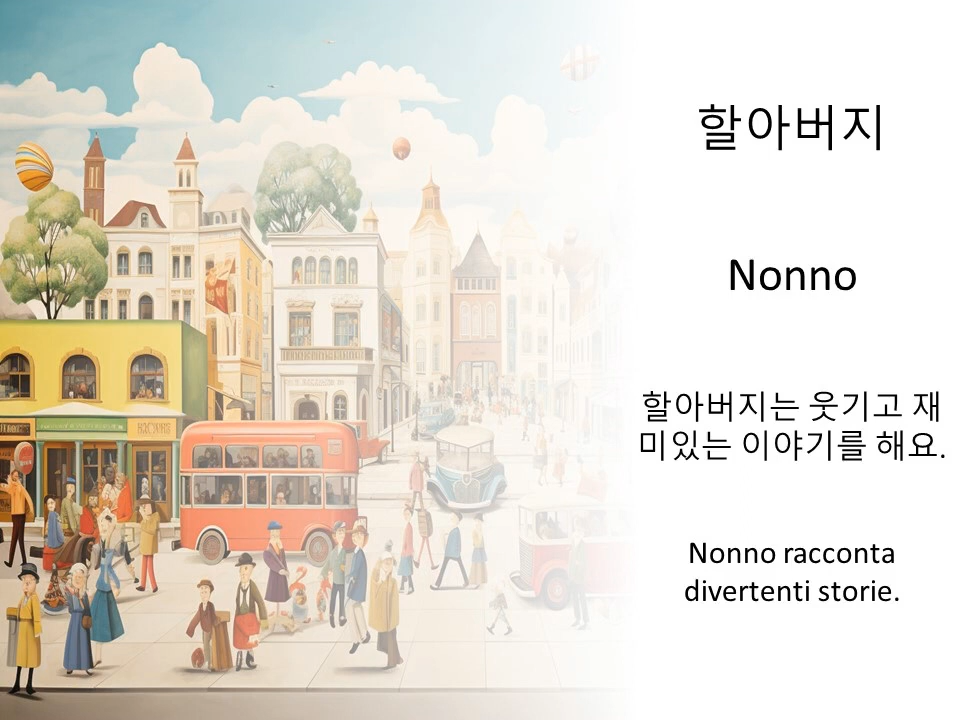 할아버지
Nonno
할아버지는 웃기고 재
미있는 이야기를 해요.
Nonno racconta
divertenti storie.